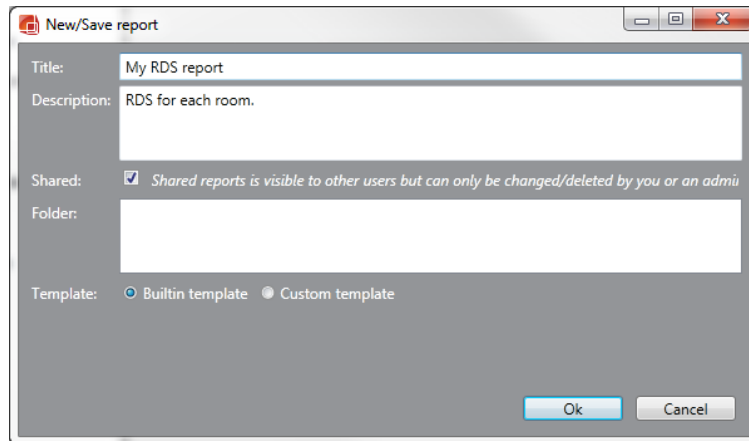 New/Save report
Title: My RDS report
Description: RDS for each room.
Shared: Shared reports is visible to other users but can only be changed/deleted by you or an admi
Folder:
Template: Builtin template Custom template
Ok Cancel